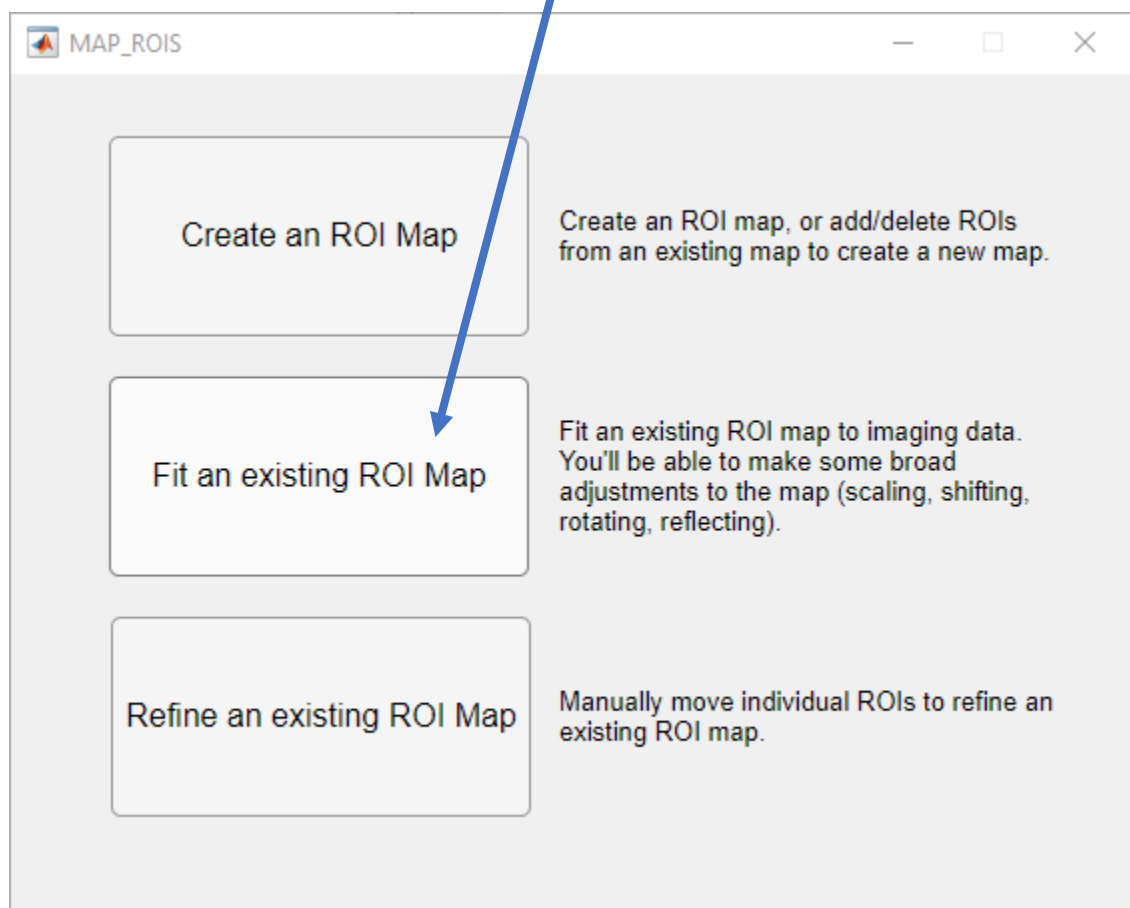 MAP_ROIS
Create an ROI Map
Create an ROI map, or add/delete ROIs
from an existing map to create a new map.
Fit an existing ROI Map
Fit an existing ROI map to imaging data.
You'll be able to make some broad
adjustments to the map (scaling, shifting,
rotating, reflecting).
Refine an existing ROI Map
Manually move individual ROIs to refine an
existing ROI map.